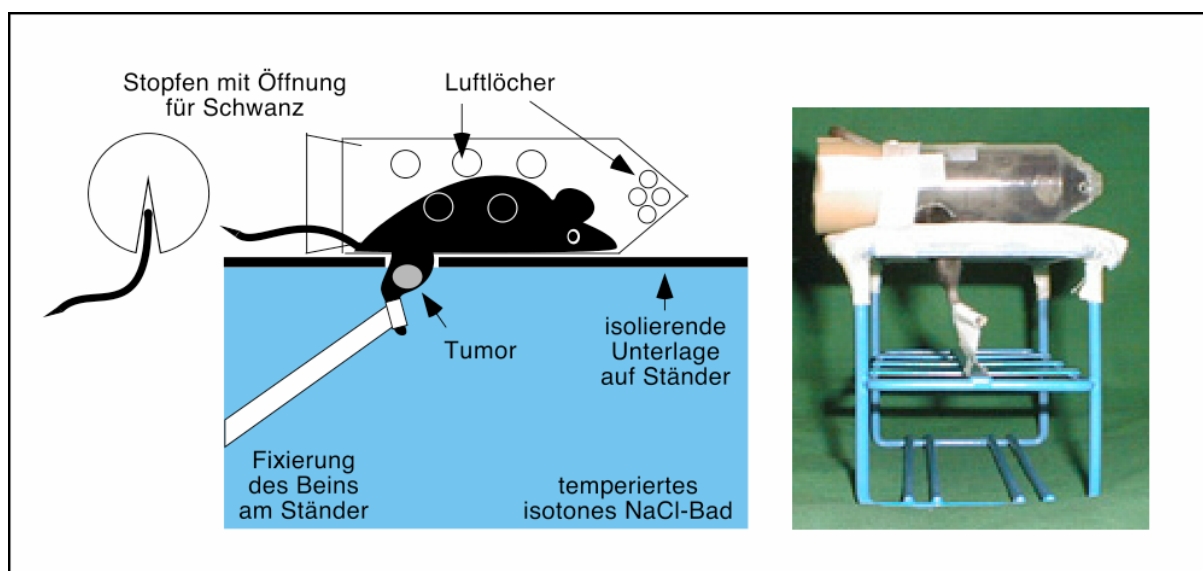 Stopfen mit Öffnung
für Schwanz
Luftlöcher
Tumor
isolierende
Unterlage
auf Ständer
Fixierung
des Beins
am Ständer
temperiertes
isotones NaCl-Bad